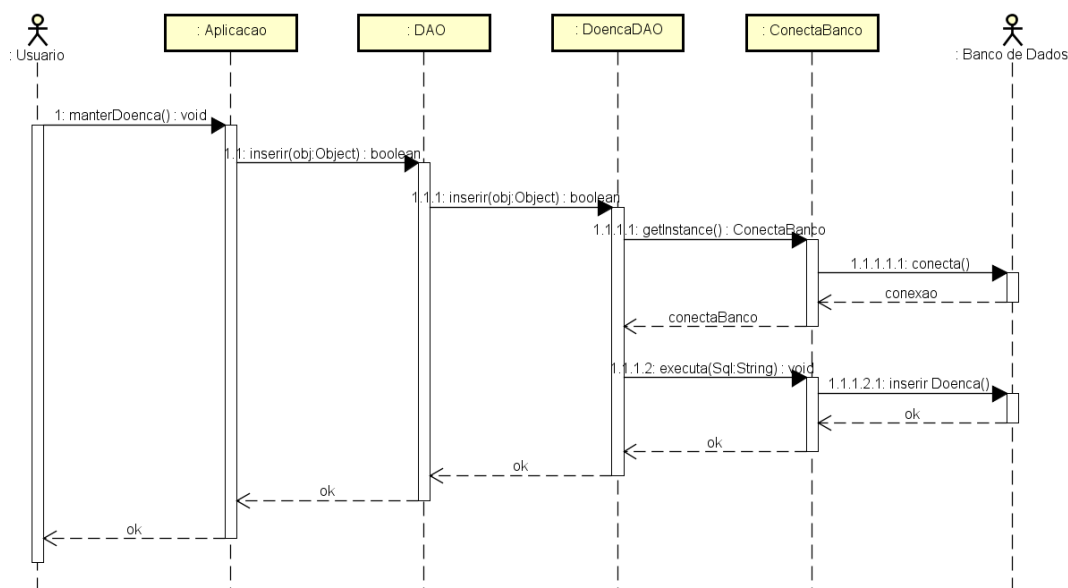 : Usuario
: Aplicacao
: DAO
: DoencaDAO
: ConectaBanco
: Banco de Dados
1: manterDoenca() : void
1.1: inserir(obj:Object) : boolean
1.1.1: inserir(obj:Object) : boolean
1.1.1.1: getInstance() : ConectaBanco
1.1.1.1.1: conecta()
conexao
conectaBanco
1.1.1.2: executa(Sql:String) : void
1.1.1.2.1: inserir Doenca()
ok
ok
ok
ok
ok